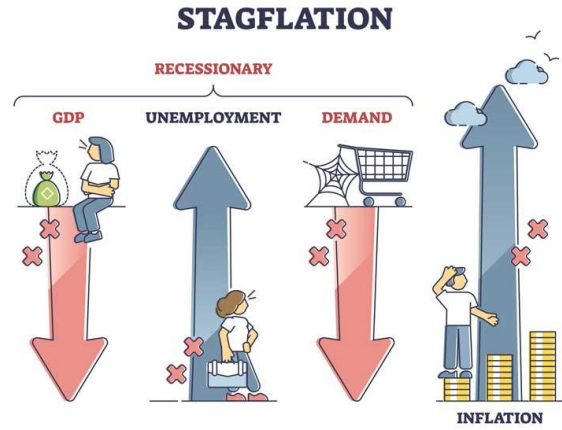 STAGFLATION
RECESSIONARY
GDP
UNEMPLOYMENT
DEMAND
INFLATION